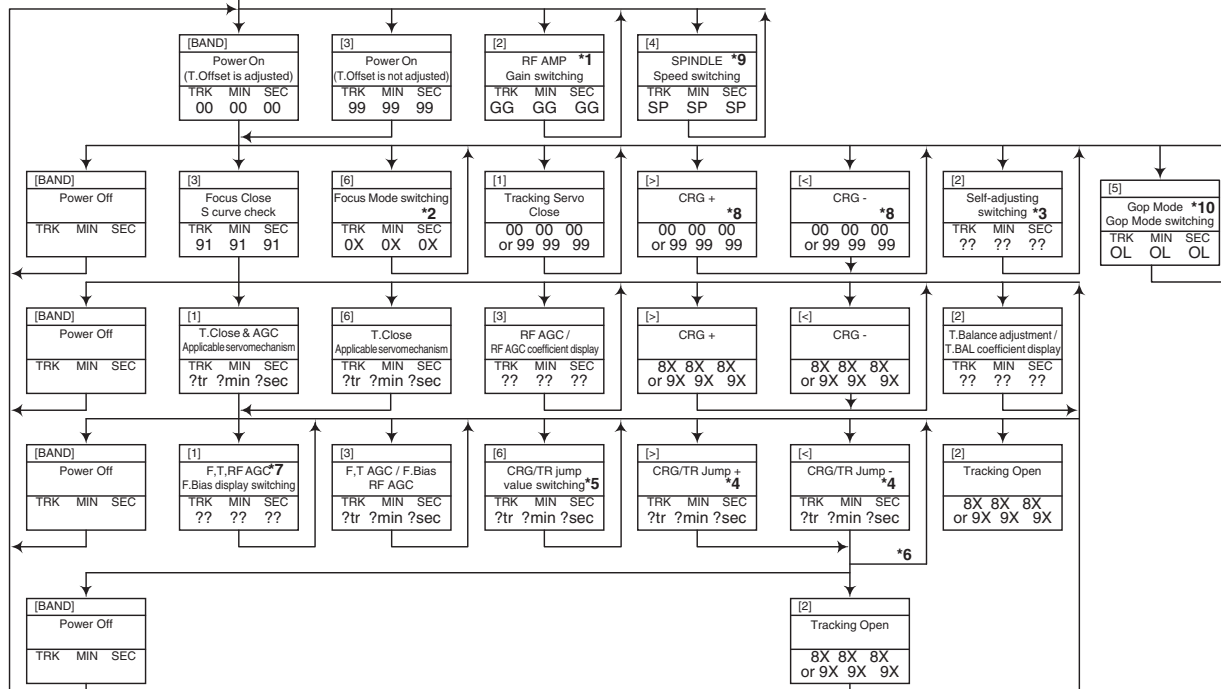 [BAND]
Power On
(T.Offset is adjusted)
TRK MIN SEC
00 00 00
[3]
Power On
(T.Offset is not adjusted)
TRK MIN SEC
99 99 99
[2]
RF AMP *1
Gain switching
TRK MIN SEC
GG GG GG
[4]
SPINDLE *9
Speed switching
TRK MIN SEC
SP SP SP
[BAND]
Power Off
TRK MIN SEC
[3]
Focus Close
S curve check
TRK MIN SEC
91 91 91
[6]
Focus Mode switching
*2
TRK MIN SEC
0X 0X 0X
[1]
Tracking Servo
Close
00 00 00
or 99 99 99
[>]
CRG +
*8
00 00 00
or 99 99 99
[<]
CRG -
*8
00 00 00
or 99 99 99
[2]
Self-adjusting
switching *3
TRK MIN SEC
?? ?? ??
[5]
Gop Mode *10
Gop Mode switching
TRK MIN SEC
OL OL OL
[BAND]
Power Off
TRK MIN SEC
[1]
T.Close & AGC
Applicable servomechanism
TRK MIN SEC
?tr ?min ?sec
[6]
T.Close
Applicable servomechanism
TRK MIN SEC
?tr ?min ?sec
[3]
RF AGC /
RF AGC coefficient display
TRK MIN SEC
?? ?? ??
[>]
CRG +
8X 8X 8X
or 9X 9X 9X
[<]
CRG -
8X 8X 8X
or 9X 9X 9X
[2]
T.Balance adjustment /
T.BAL coefficient display
TRK MIN SEC
?? ?? ??
[BAND]
Power Off
TRK MIN SEC
[1]
F,T,RF AGC *7
F.Bias display switching
TRK MIN SEC
?? ?? ??
[3]
F,T AGC / F.Bias
RF AGC
TRK MIN SEC
?tr ?min ?sec
[6]
CRG/TR jump
value switching *5
TRK MIN SEC
?tr ?min ?sec
[>]
CRG/TR Jump +
*4
TRK MIN SEC
?tr ?min ?sec
[<]
CRG/TR Jump -
*4
TRK MIN SEC
?tr ?min ?sec
[2]
Tracking Open
8X 8X 8X
or 9X 9X 9X
*6
[BAND]
Power Off
TRK MIN SEC
[2]
Tracking Open
8X 8X 8X
or 9X 9X 9X